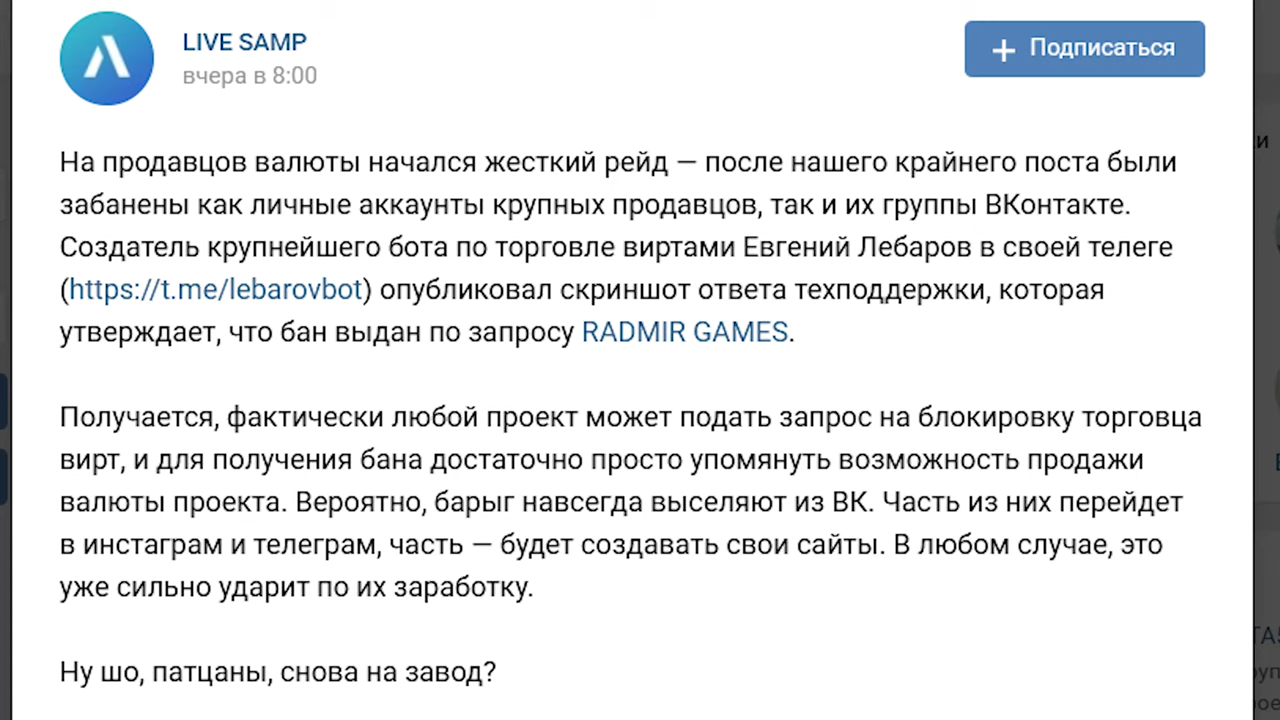 LIVE SAMP
вчера в 8:00
+ Подписаться
На продавцов валюты начался жесткий рейд — после нашего крайнего поста были
забанены как личные аккаунты крупных продавцов, так и их группы ВКонтакте.
Создатель крупнейшего бота по торговле виртами Евгений Лебаров в своей телеге
(https://t.me/lebarovbot) опубликовал скриншот ответа техподдержки, которая
утверждает, что бан выдан по запросу RADMIR GAMES.
Получается, фактически любой проект может подать запрос на блокировку торговца
вирт, и для получения бана достаточно просто упомянуть возможность продажи
валюты проекта. Вероятно, барыг навсегда выселяют из ВК. Часть из них перейдет
в инстаграм и телеграм, часть — будет создавать свои сайты. В любом случае, это
уже сильно ударит по их заработку.
Ну шо, патцаны, снова на завод?